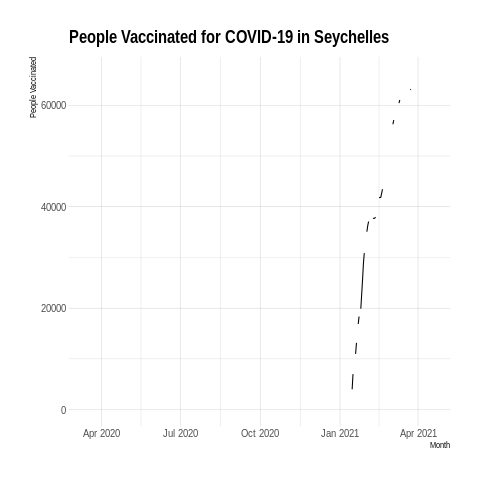 People Vaccinated for COVID-19 in Seychelles
People Vaccinated
60000
40000
20000
0
Apr 2020 Jul 2020 Oct 2020 Jan 2021 Apr 2021
Month